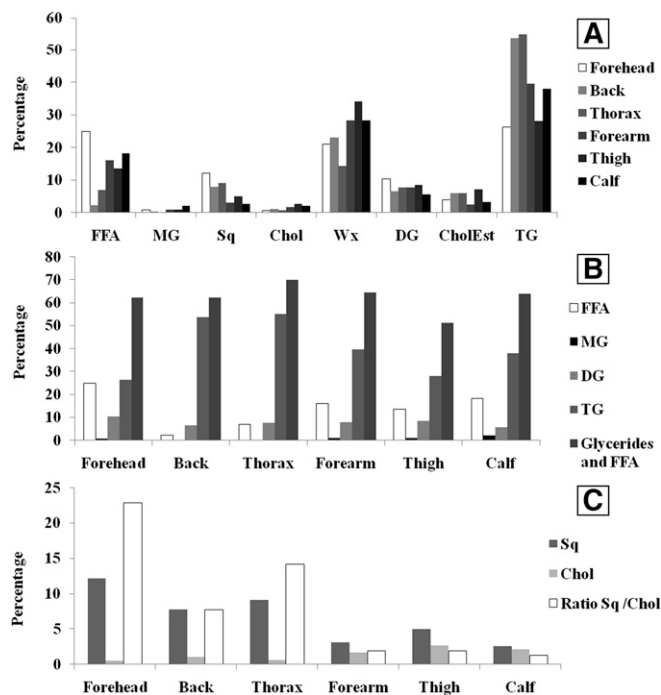 60
50
40
30
20
10
0
Percentage
FFA MG Sq Chol Wx DG CholEst TG
A
Forehead
Back
Thorax
Forearm
Thigh
Calf
80
70
60
50
40
30
20
10
0
Percentage
Forehead Back Thorax Forearm Thigh Calf
B
FFA
MG
DG
TG
Glycerides
and FFA
25
20
15
10
5
0
Percentage
Forehead Back Thorax Forearm Thigh Calf
C
Sq
Chol
Ratio Sq /Chol